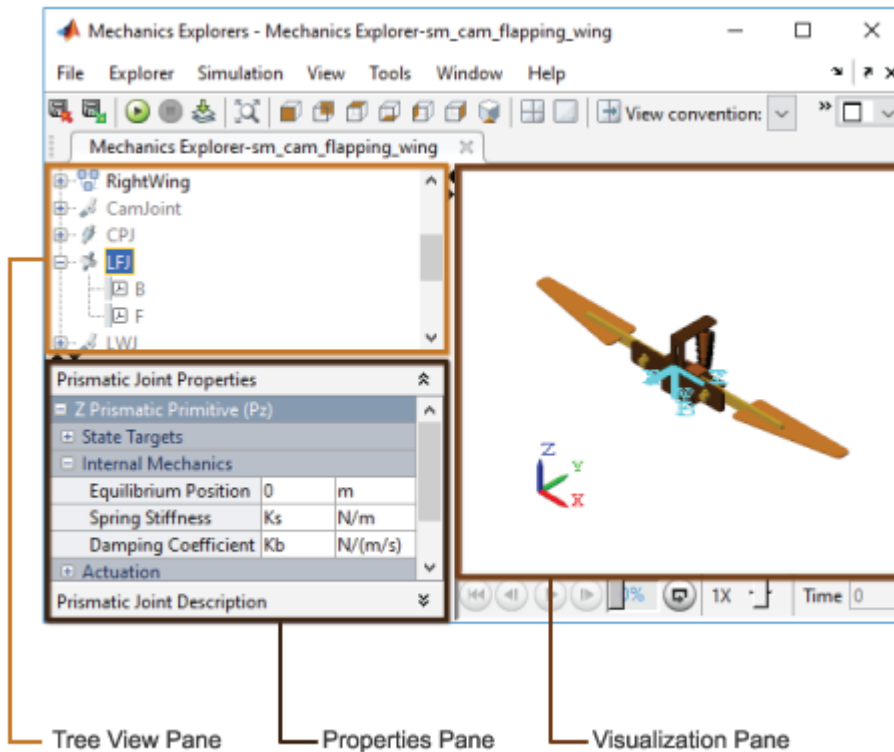 Mechanics Explorers - Mechanics Explorer-sm_cam_flapping_wing
File Explorer Simulation View Tools Window Help
View convention:
Mechanics Explorer-sm_cam_flapping_wing
RightWing
CamJoint
CPJ
LFJ
B
F
LWJ
Prismatic Joint Properties
Z Prismatic Primitive (Pz)
State Targets
Internal Mechanics
Equilibrium Position 0 m
Spring Stiffness Ks N/m
Damping Coefficient Kb N/(m/s)
Actuation
Prismatic Joint Description
Z
Y
X
1X Time 0
Tree View Pane Properties Pane Visualization Pane